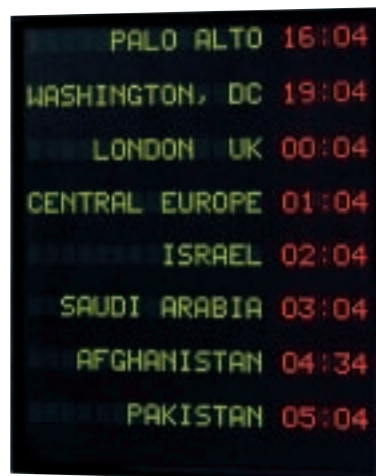 PALO ALTO 16:04
WASHINGTON, DC 19:04
LONDON UK 00:04
CENTRAL EUROPE 01:04
ISRAEL 02:04
SAUDI ARABIA 03:04
AFGHANISTAN 04:34
PAKISTAN 05:04